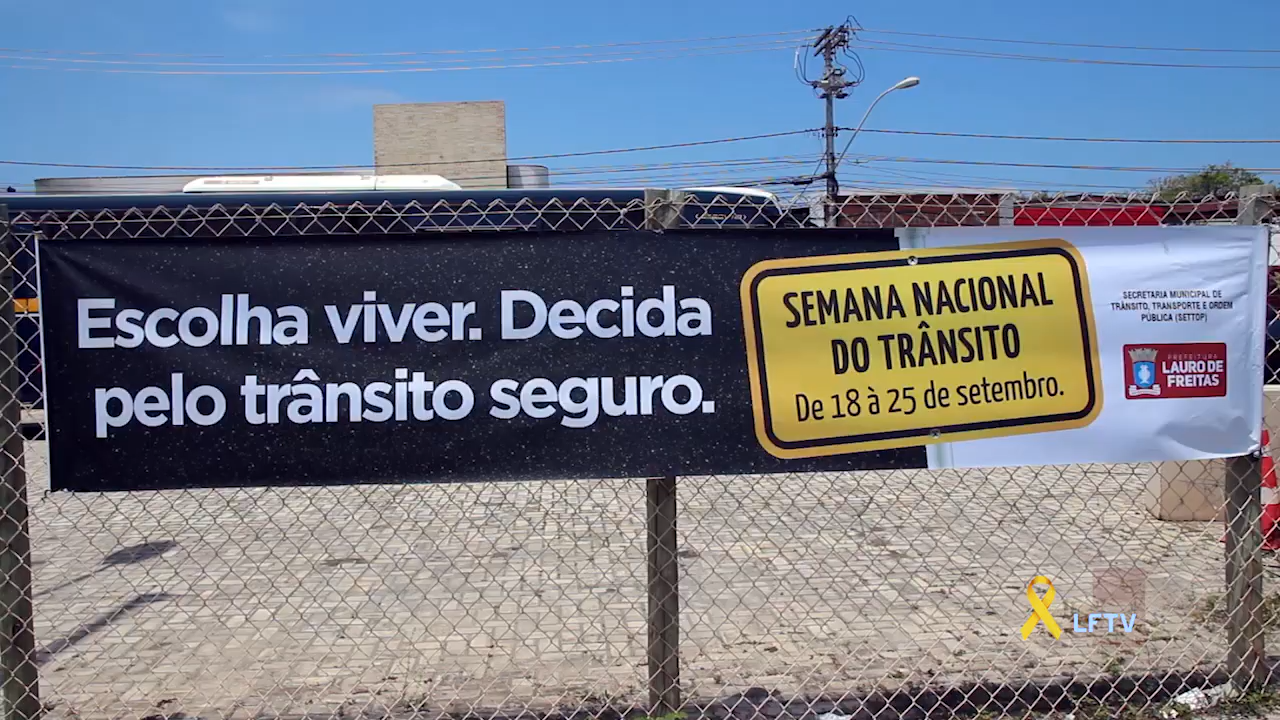 Escolha viver. Decida
pelo trânsito seguro.
SEMANA NACIONAL
DO TRÂNSITO
De 18 à 25 de setembro.
SECRETARIA MUNICIPAL DE
TRÂNSITO, TRANSPORTE E ORDEM
PÚBLICA (SETTOP)
PREFEITURA
LAURO DE
FREITAS
LFTV